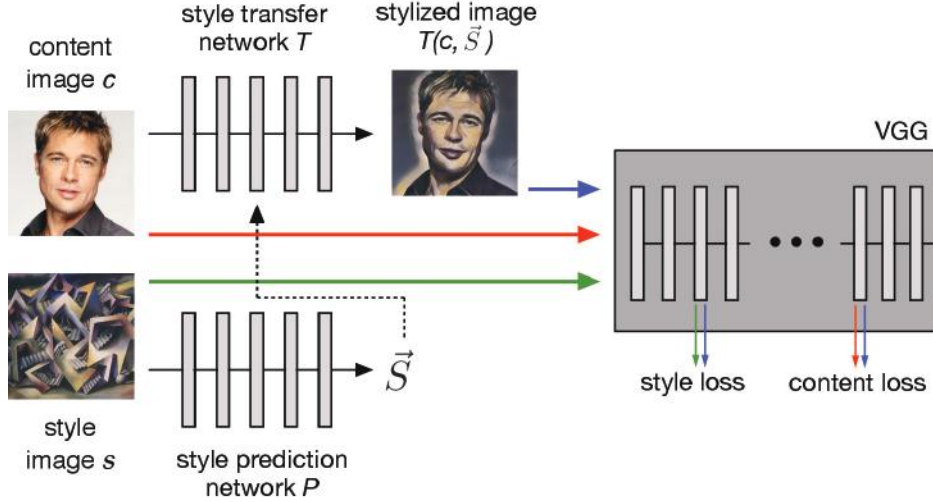 style transfer
network T
stylized image
T(c, S⃗)
content
image c
VGG
style loss
content loss
S⃗
style
image s
style prediction
network P